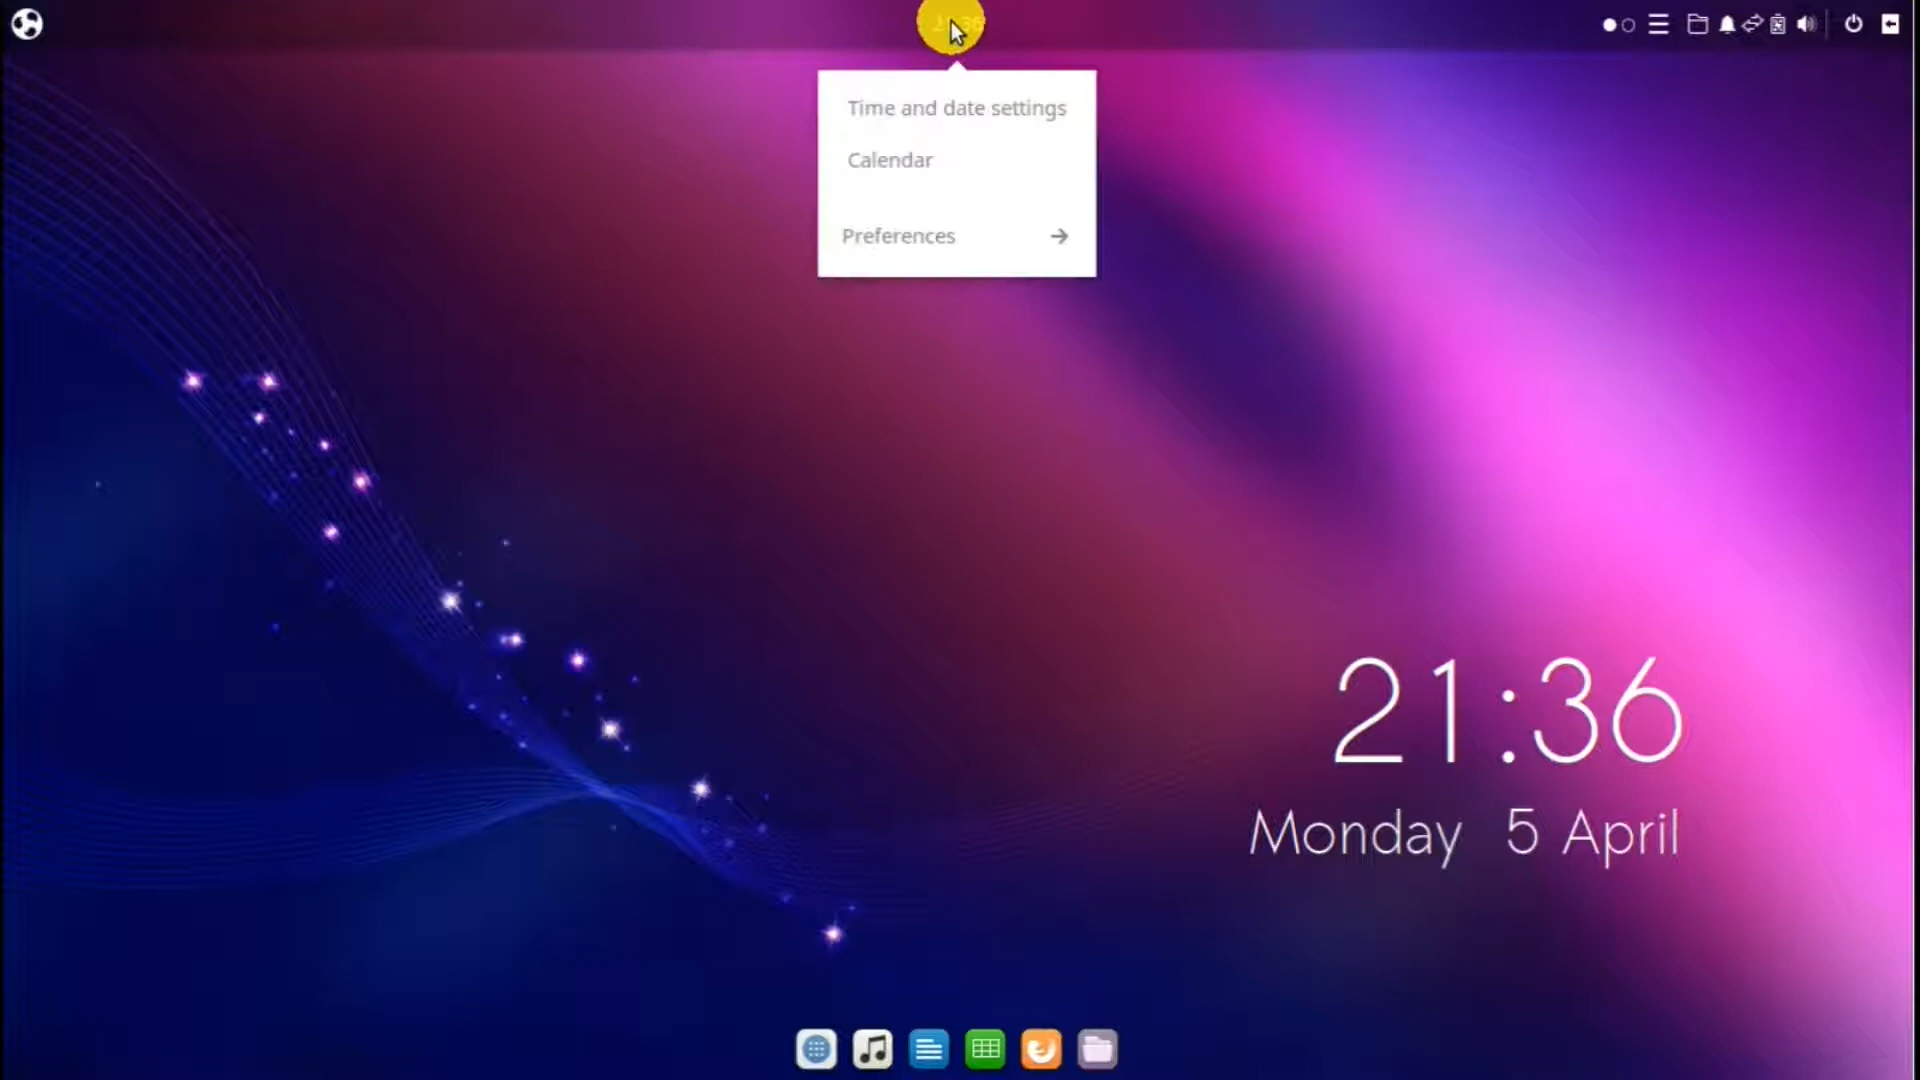 Time and date settings
Calendar
Preferences
21:36
Monday 5 April